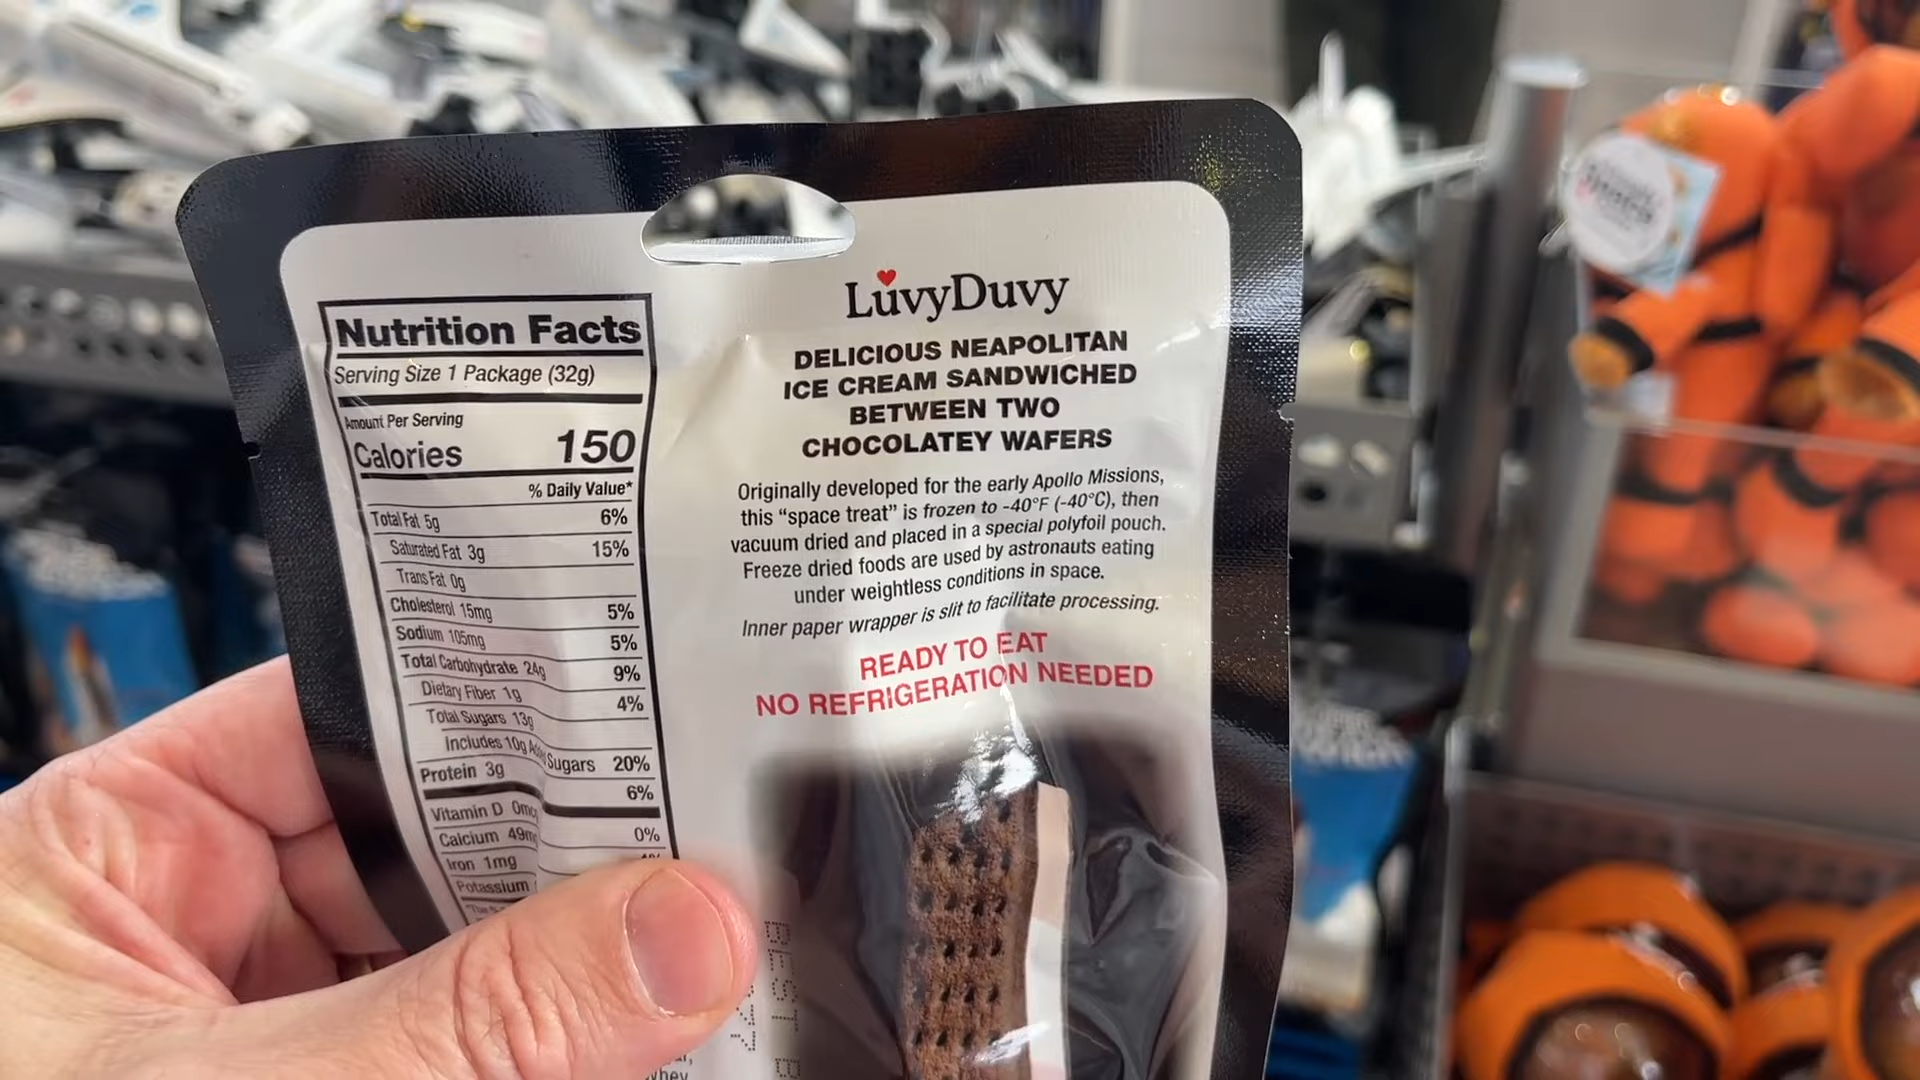 Nutrition Facts
Serving Size 1 Package (32g)
Amount Per Serving
Calories 150
% Daily Value*
Total Fat 5g 6%
Saturated Fat 3g 15%
Trans Fat 0g
Cholesterol 15mg 5%
Sodium 105mg 5%
Total Carbohydrate 24g 9%
Dietary Fiber 1g 4%
Total Sugars 13g
Includes 10g Added Sugars 20%
Protein 3g 6%
Vitamin D 0mc 0%
Calcium 49m
Iron 1mg
Potassium
LuvyDuvy
DELICIOUS NEAPOLITAN
ICE CREAM SANDWICHED
BETWEEN TWO
CHOCOLATEY WAFERS
Originally developed for the early Apollo Missions,
this “space treat” is frozen to -40°F (-40°C), then
vacuum dried and placed in a special polyfoil pouch.
Freeze dried foods are used by astronauts eating
under weightless conditions in space.
Inner paper wrapper is slit to facilitate processing.
READY TO EAT
NO REFRIGERATION NEEDED
BEST B